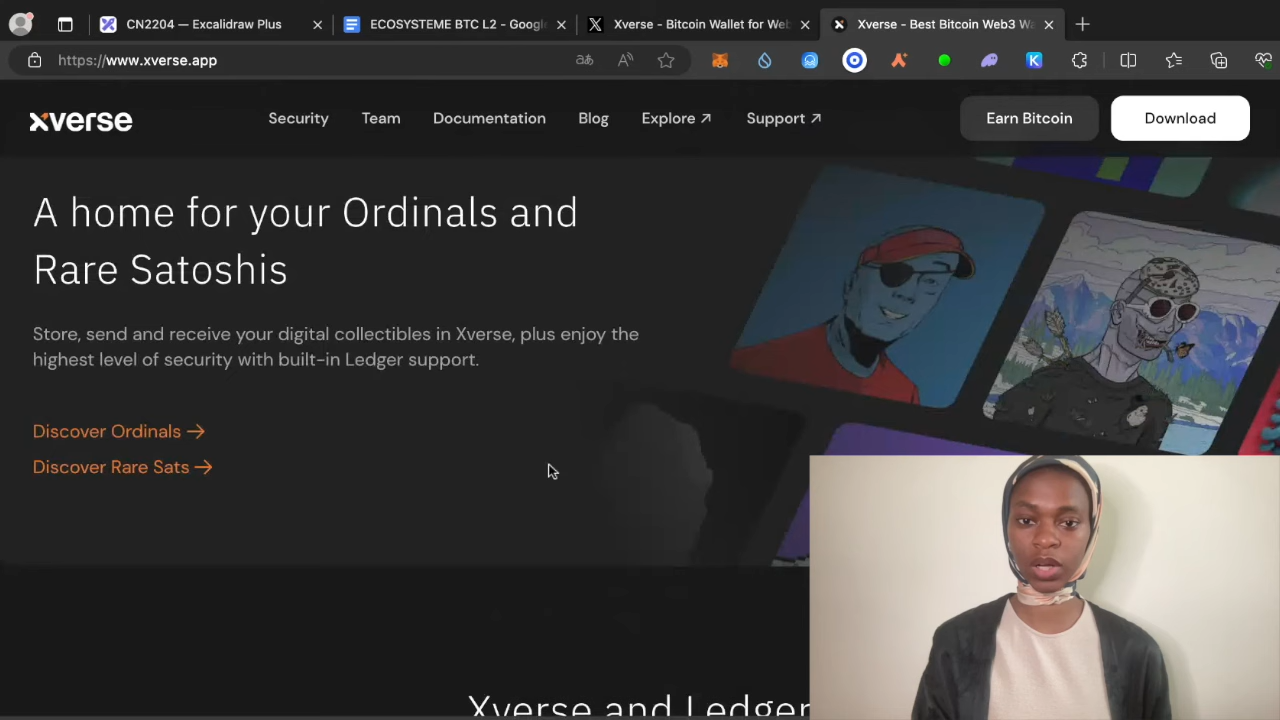 CN2204 — Excalidraw Plus
ECOSYSTEME BTC L2 - Google
Xverse - Bitcoin Wallet for Web
Xverse - Best Bitcoin Web3 Wa
https://www.xverse.app
xverse
Security
Team
Documentation
Blog
Explore ↗
Support ↗
Earn Bitcoin
Download
A home for your Ordinals and
Rare Satoshis
Store, send and receive your digital collectibles in Xverse, plus enjoy the
highest level of security with built-in Ledger support.
Discover Ordinals →
Discover Rare Sats →
Xverse and Ledger